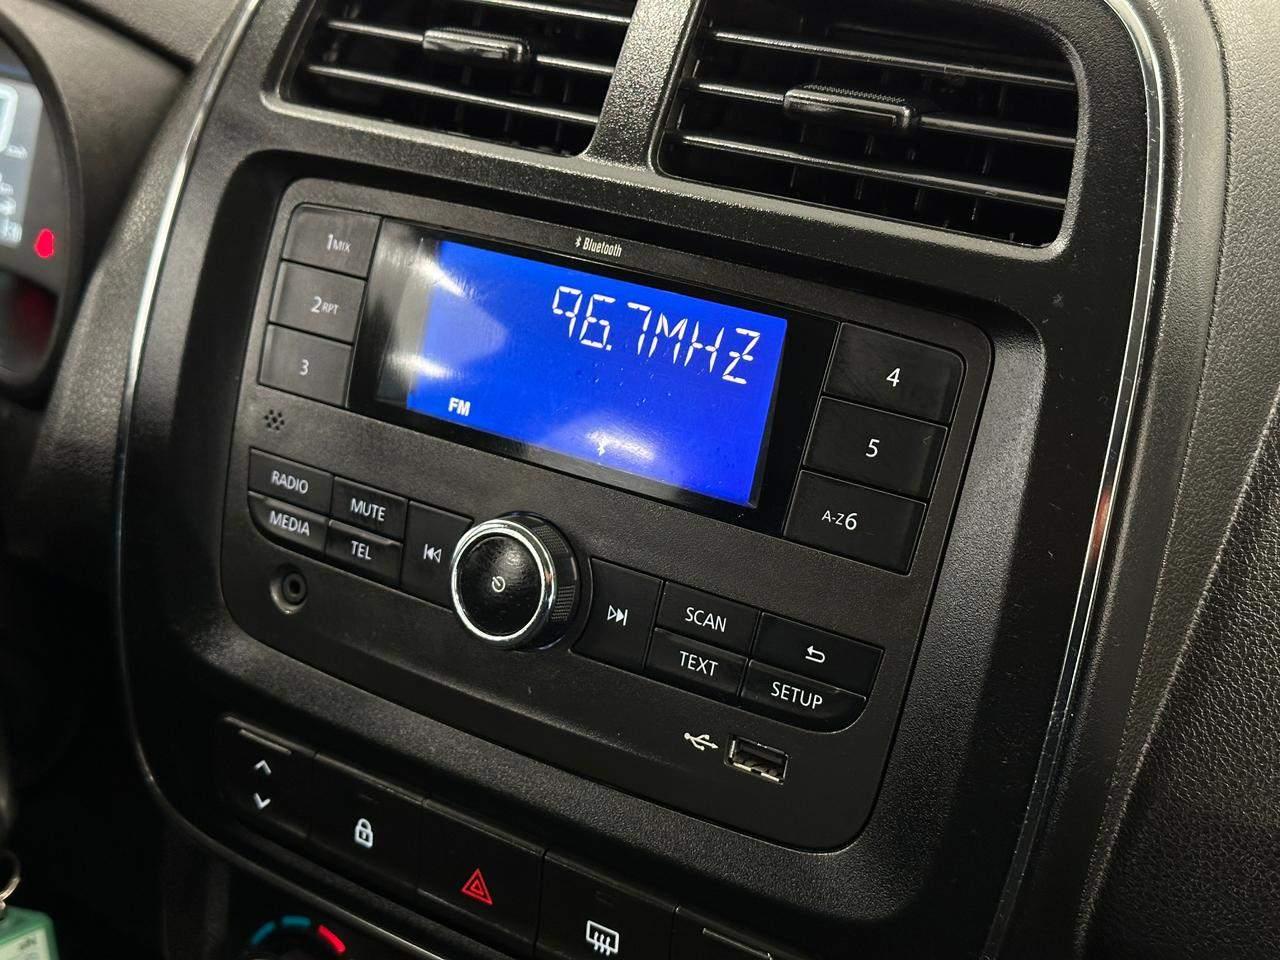 Bluetooth
1MIX
2RPT
3
96.7MHZ
FM
4
5
A-Z6
RADIO
MEDIA
MUTE
TEL
SCAN
TEXT
SETUP